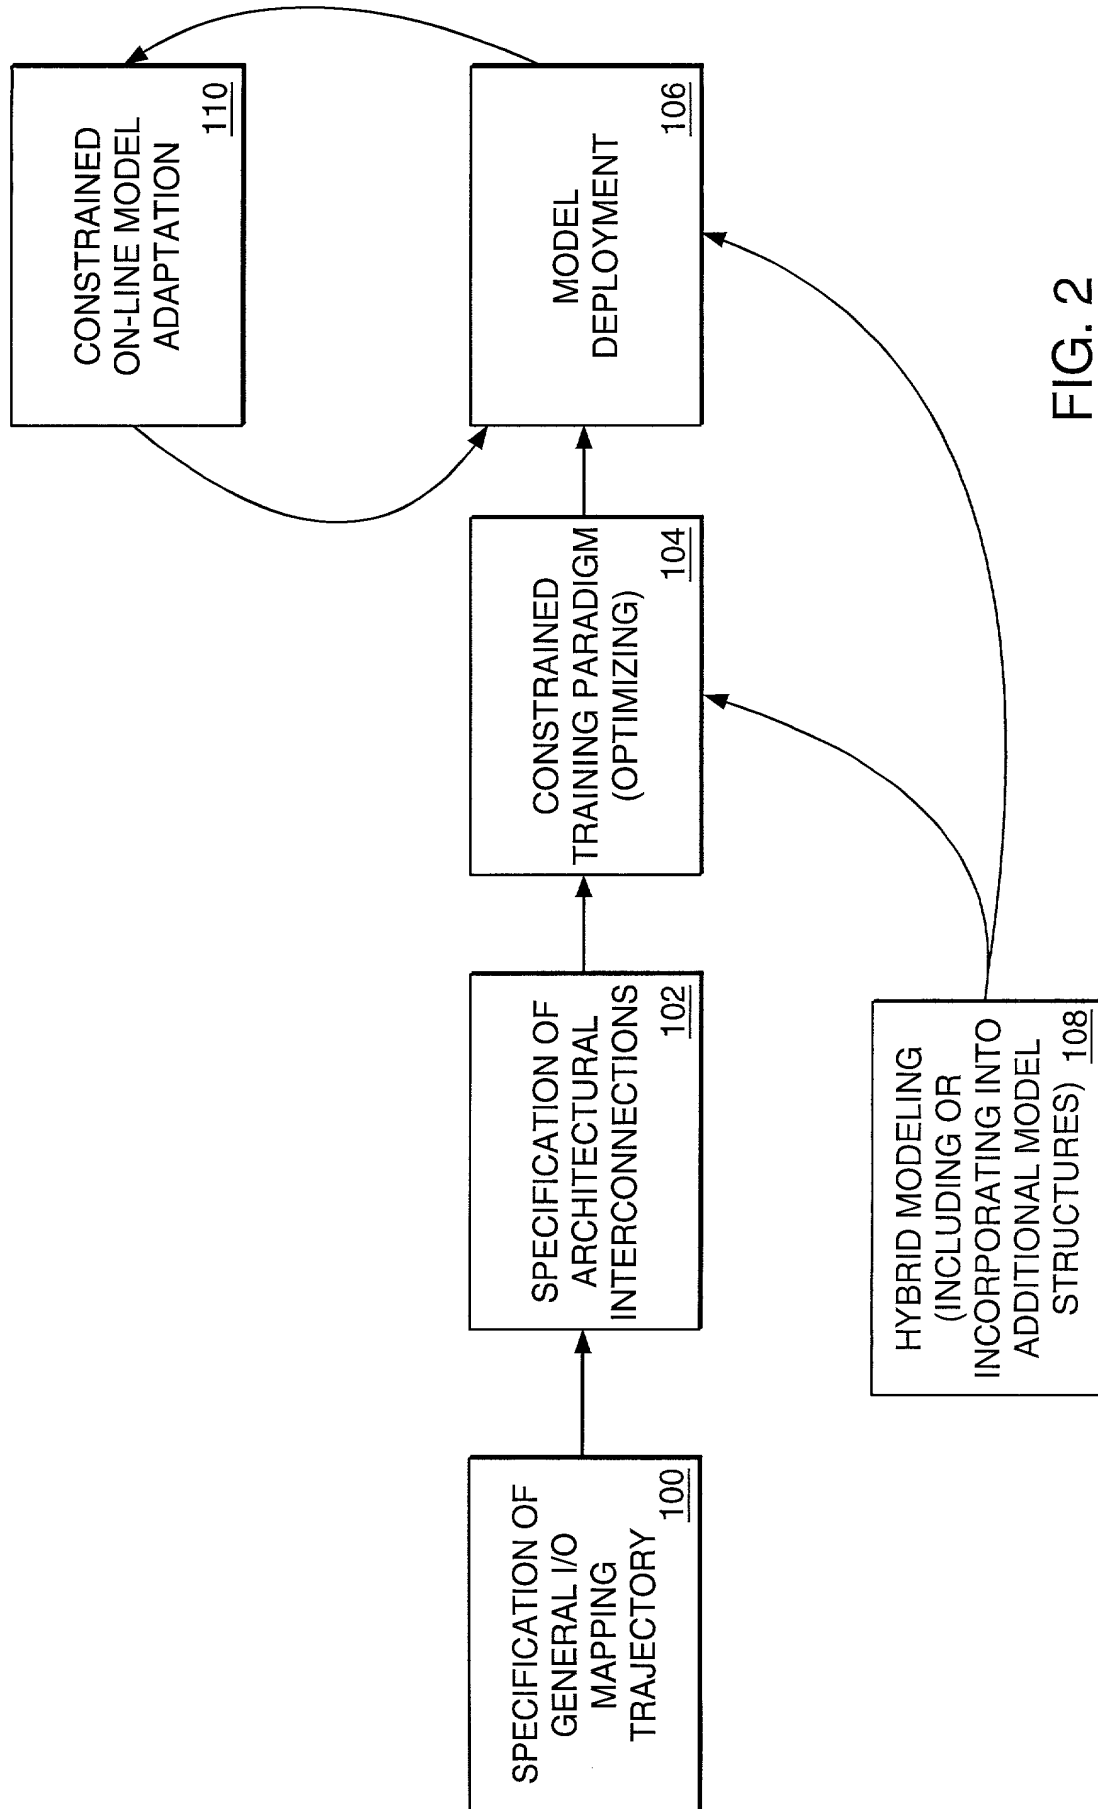 CONSTRAINED
ON-LINE MODEL
ADAPTATION
110
SPECIFICATION OF
GENERAL I/O
MAPPING
TRAJECTORY
100
SPECIFICATION OF
ARCHITECTURAL
INTERCONNECTIONS
102
CONSTRAINED
TRAINING PARADIGM
(OPTIMIZING)
104
MODEL
DEPLOYMENT
106
HYBRID MODELING
(INCLUDING OR
INCORPORATING INTO
ADDITIONAL MODEL
STRUCTURES)
108
FIG. 2